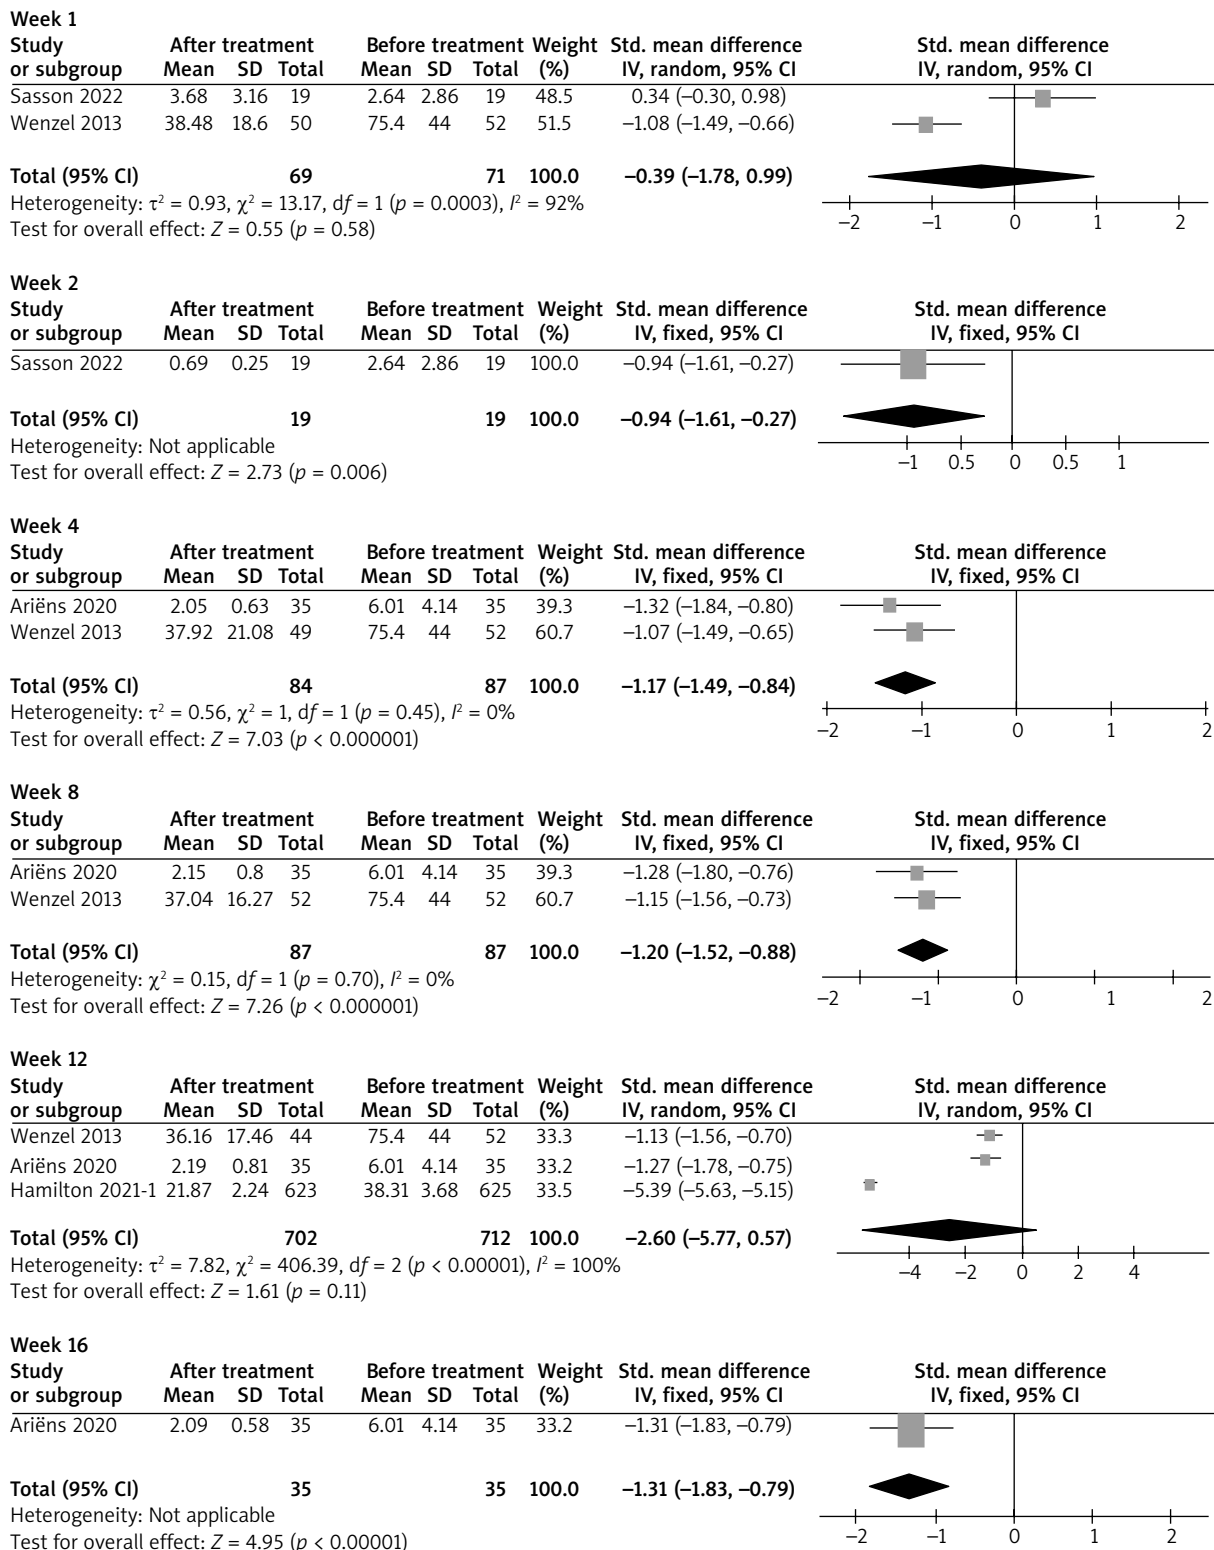 Week 1
Study After treatment Before treatment Weight Std. mean difference Std. mean difference
or subgroup Mean SD Total Mean SD Total (%) IV, random, 95% CI IV, random, 95% CI
Sasson 2022 3.68 3.16 19 2.64 2.86 19 48.5 0.34 (–0.30, 0.98)
Wenzel 2013 38.48 18.6 50 75.4 44 52 51.5 –1.08 (–1.49, –0.66)
Total (95% CI) 69 71 100.0 –0.39 (–1.78, 0.99)
Heterogeneity: τ² = 0.93, χ² = 13.17, df = 1 (p = 0.0003), I² = 92%
Test for overall effect: Z = 0.55 (p = 0.58)
–2 –1 0 1 2
Week 2
Study After treatment Before treatment Weight Std. mean difference Std. mean difference
or subgroup Mean SD Total Mean SD Total (%) IV, fixed, 95% CI IV, fixed, 95% CI
Sasson 2022 0.69 0.25 19 2.64 2.86 19 100.0 –0.94 (–1.61, –0.27)
Total (95% CI) 19 19 100.0 –0.94 (–1.61, –0.27)
Heterogeneity: Not applicable
Test for overall effect: Z = 2.73 (p = 0.006)
–1 0.5 0 0.5 1
Week 4
Study After treatment Before treatment Weight Std. mean difference Std. mean difference
or subgroup Mean SD Total Mean SD Total (%) IV, fixed, 95% CI IV, fixed, 95% CI
Ariëns 2020 2.05 0.63 35 6.01 4.14 35 39.3 –1.32 (–1.84, –0.80)
Wenzel 2013 37.92 21.08 49 75.4 44 52 60.7 –1.07 (–1.49, –0.65)
Total (95% CI) 84 87 100.0 –1.17 (–1.49, –0.84)
Heterogeneity: τ² = 0.56, χ² = 1, df = 1 (p = 0.45), I² = 0%
Test for overall effect: Z = 7.03 (p < 0.000001)
–2 –1 0 1 2
Week 8
Study After treatment Before treatment Weight Std. mean difference Std. mean difference
or subgroup Mean SD Total Mean SD Total (%) IV, fixed, 95% CI IV, fixed, 95% CI
Ariëns 2020 2.15 0.8 35 6.01 4.14 35 39.3 –1.28 (–1.80, –0.76)
Wenzel 2013 37.04 16.27 52 75.4 44 52 60.7 –1.15 (–1.56, –0.73)
Total (95% CI) 87 87 100.0 –1.20 (–1.52, –0.88)
Heterogeneity: χ² = 0.15, df = 1 (p = 0.70), I² = 0%
Test for overall effect: Z = 7.26 (p < 0.000001)
–2 –1 0 1 2
Week 12
Study After treatment Before treatment Weight Std. mean difference Std. mean difference
or subgroup Mean SD Total Mean SD Total (%) IV, random, 95% CI IV, random, 95% CI
Wenzel 2013 36.16 17.46 44 75.4 44 52 33.3 –1.13 (–1.56, –0.70)
Ariëns 2020 2.19 0.81 35 6.01 4.14 35 33.2 –1.27 (–1.78, –0.75)
Hamilton 2021-1 21.87 2.24 623 38.31 3.68 625 33.5 –5.39 (–5.63, –5.15)
Total (95% CI) 702 712 100.0 –2.60 (–5.77, 0.57)
Heterogeneity: τ² = 7.82, χ² = 406.39, df = 2 (p < 0.00001), I² = 100%
Test for overall effect: Z = 1.61 (p = 0.11)
–4 –2 0 2 4
Week 16
Study After treatment Before treatment Weight Std. mean difference Std. mean difference
or subgroup Mean SD Total Mean SD Total (%) IV, fixed, 95% CI IV, fixed, 95% CI
Ariëns 2020 2.09 0.58 35 6.01 4.14 35 33.2 –1.31 (–1.83, –0.79)
Total (95% CI) 35 35 100.0 –1.31 (–1.83, –0.79)
Heterogeneity: Not applicable
Test for overall effect: Z = 4.95 (p < 0.00001)
–2 –1 0 1 2